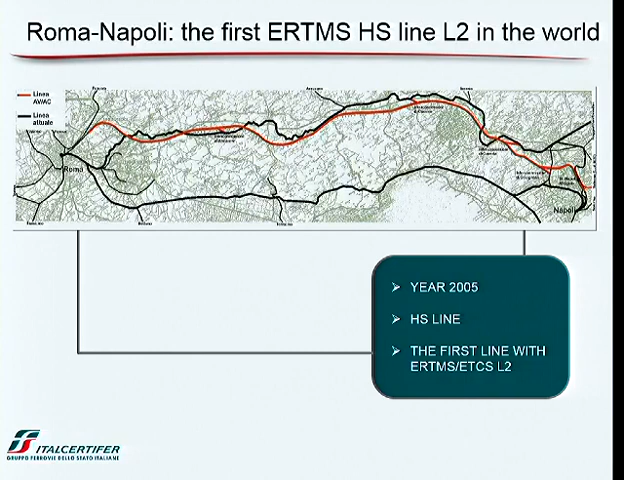 Roma-Napoli: the first ERTMS HS line L2 in the world
Linea
AV/AC
Linea
attuale
Roma
Napoli
YEAR 2005
HS LINE
THE FIRST LINE WITH
ERTMS/ETCS L2
ITALCERTIFER
GRUPPO FERROVIE DELLO STATO ITALIANE